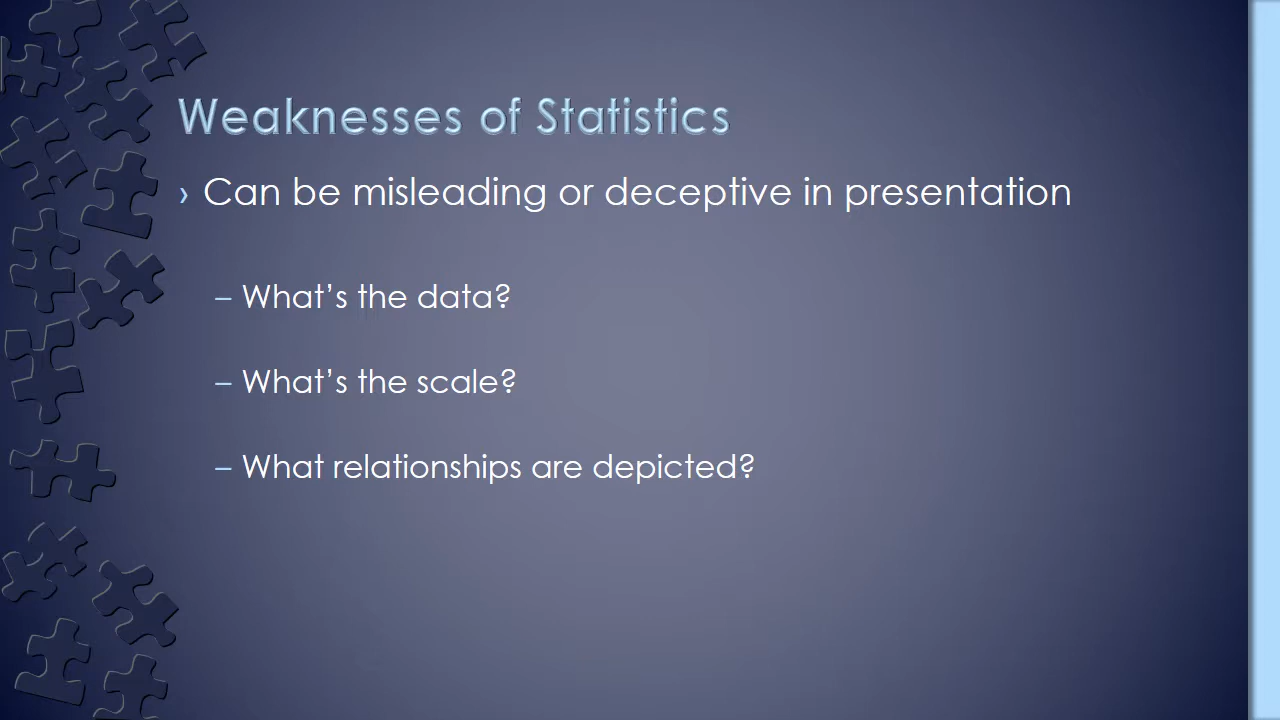 Weaknesses of Statistics
› Can be misleading or deceptive in presentation
– What’s the data?
– What’s the scale?
– What relationships are depicted?